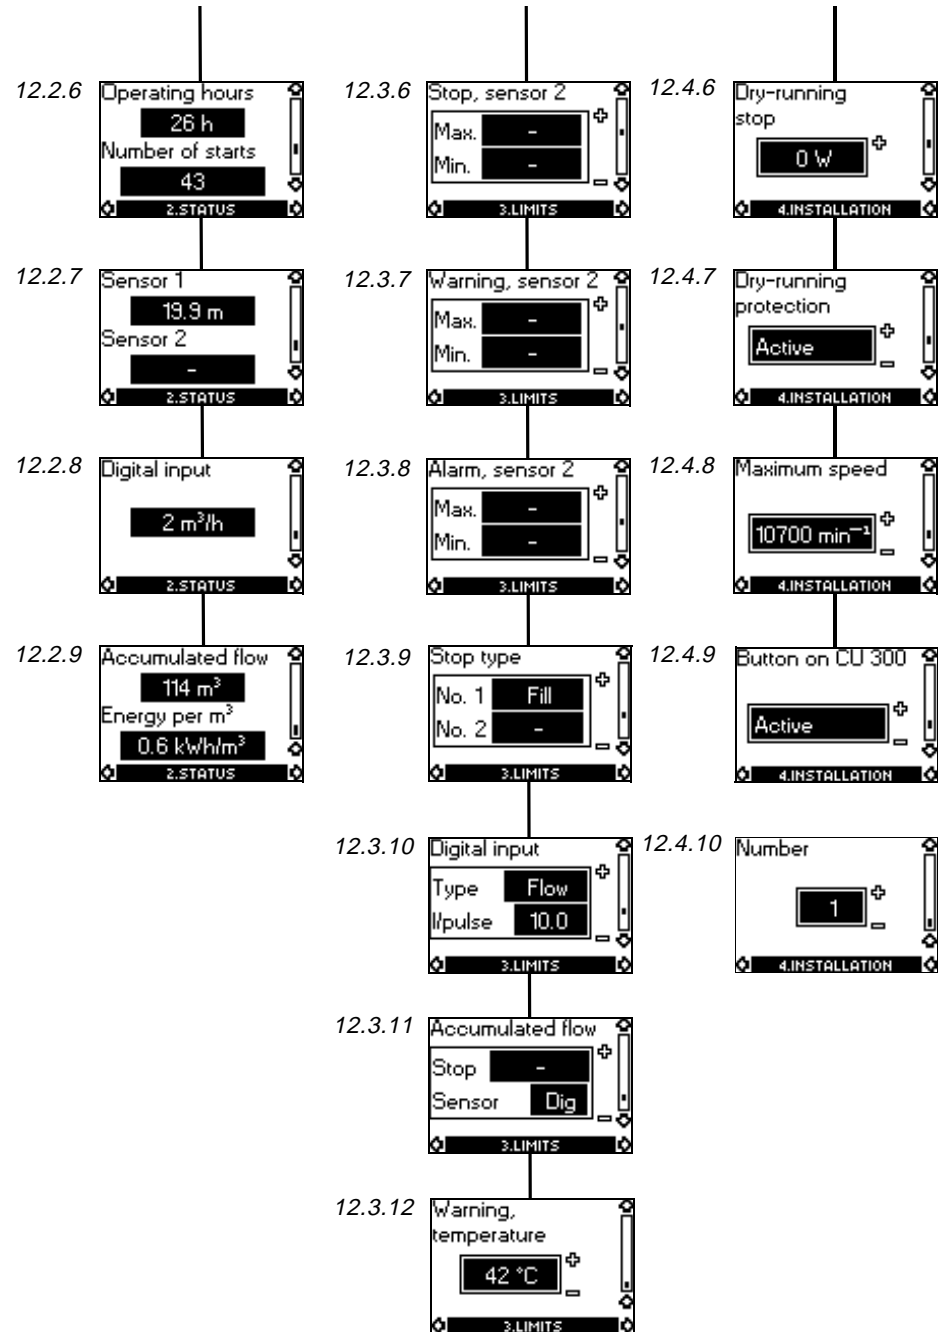 12.2.6
Operating hours
26 h
Number of starts
43
2.STATUS
12.2.7
Sensor 1
19.9 m
Sensor 2
-
2.STATUS
12.2.8
Digital input
2 m³/h
2.STATUS
12.2.9
Accumulated flow
114 m³
Energy per m³
0.6 kWh/m³
2.STATUS
12.3.6
Stop, sensor 2
Max. -
Min. -
3.LIMITS
12.3.7
Warning, sensor 2
Max. -
Min. -
3.LIMITS
12.3.8
Alarm, sensor 2
Max. -
Min. -
3.LIMITS
12.3.9
Stop type
No. 1 Fill
No. 2 -
3.LIMITS
12.3.10
Digital input
Type Flow
l/pulse 10.0
3.LIMITS
12.3.11
Accumulated flow
Stop -
Sensor Dig
3.LIMITS
12.3.12
Warning,
temperature
42 °C
3.LIMITS
12.4.6
Dry-running
stop
0 W
4.INSTALLATION
12.4.7
Dry-running
protection
Active
4.INSTALLATION
12.4.8
Maximum speed
10700 min⁻¹
4.INSTALLATION
12.4.9
Button on CU 300
Active
4.INSTALLATION
12.4.10
Number
1
4.INSTALLATION